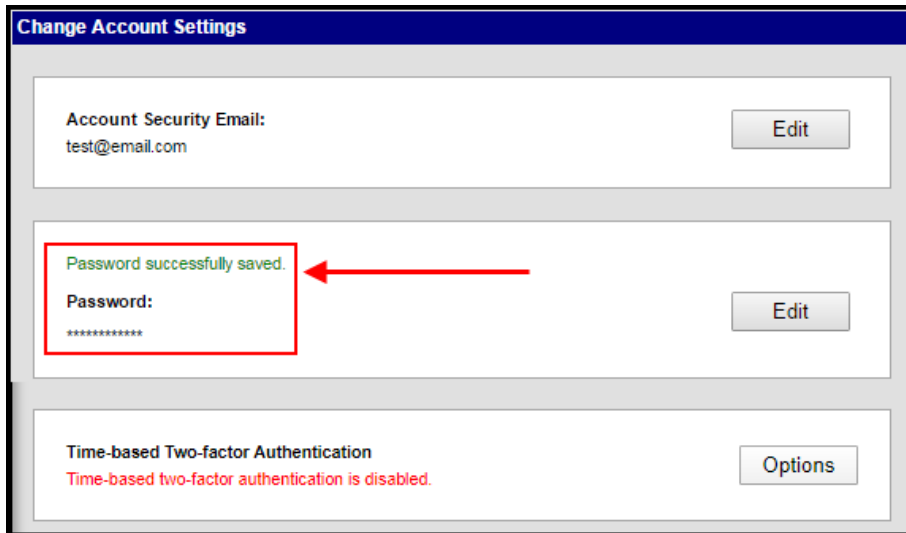 Change Account Settings
Account Security Email:
test@email.com
Edit
Password successfully saved.
Password:
************
Edit
Time-based Two-factor Authentication
Time-based two-factor authentication is disabled.
Options